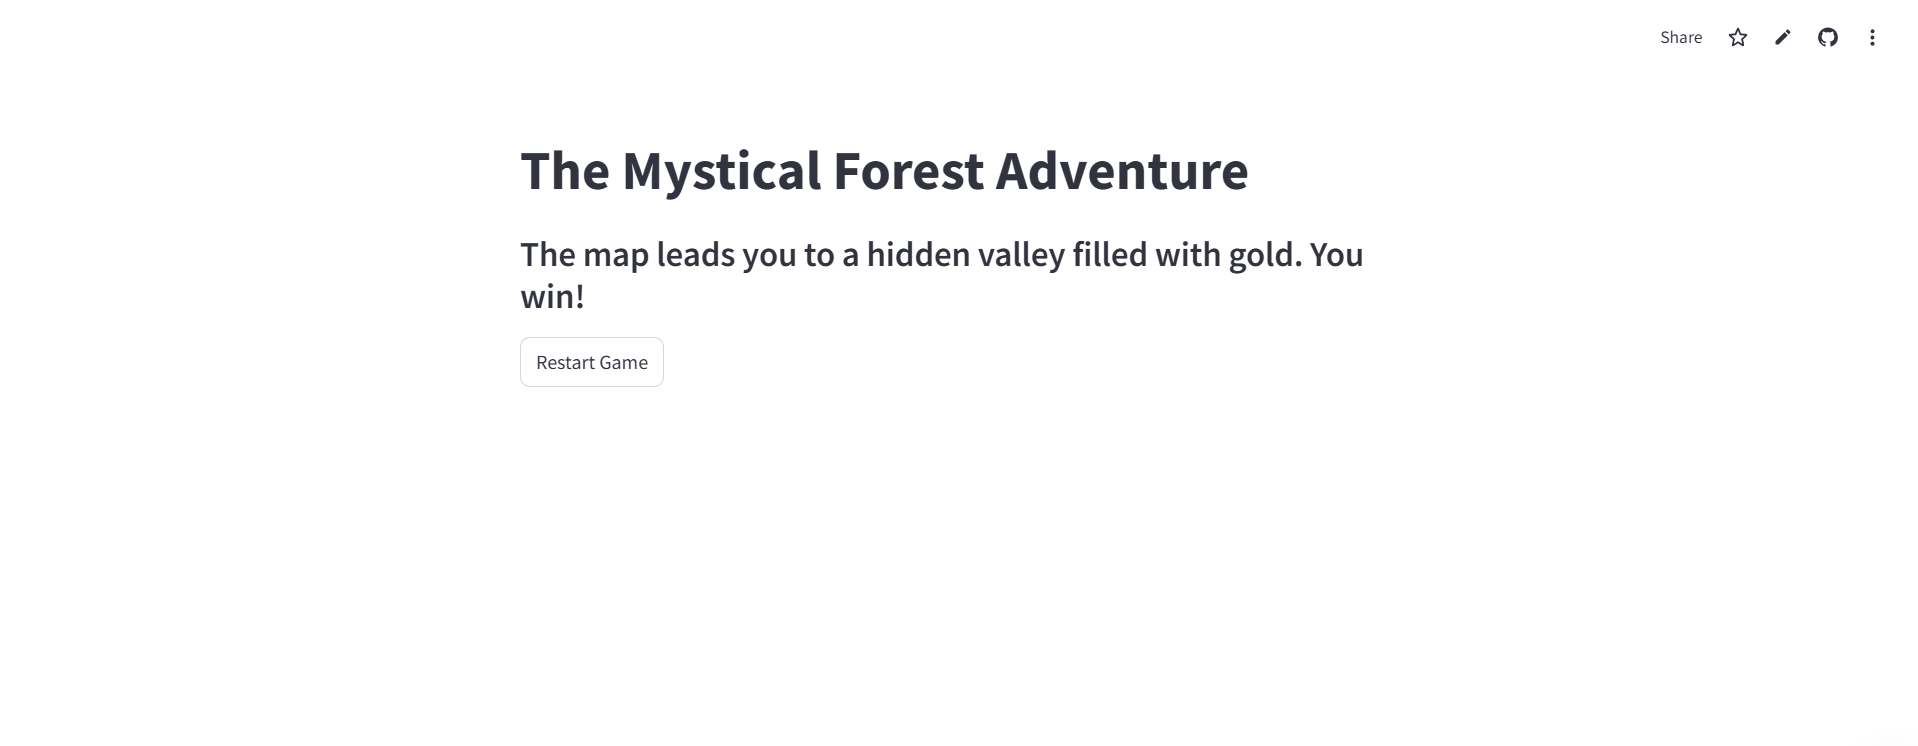 Share
The Mystical Forest Adventure
The map leads you to a hidden valley filled with gold. You
win!
Restart Game